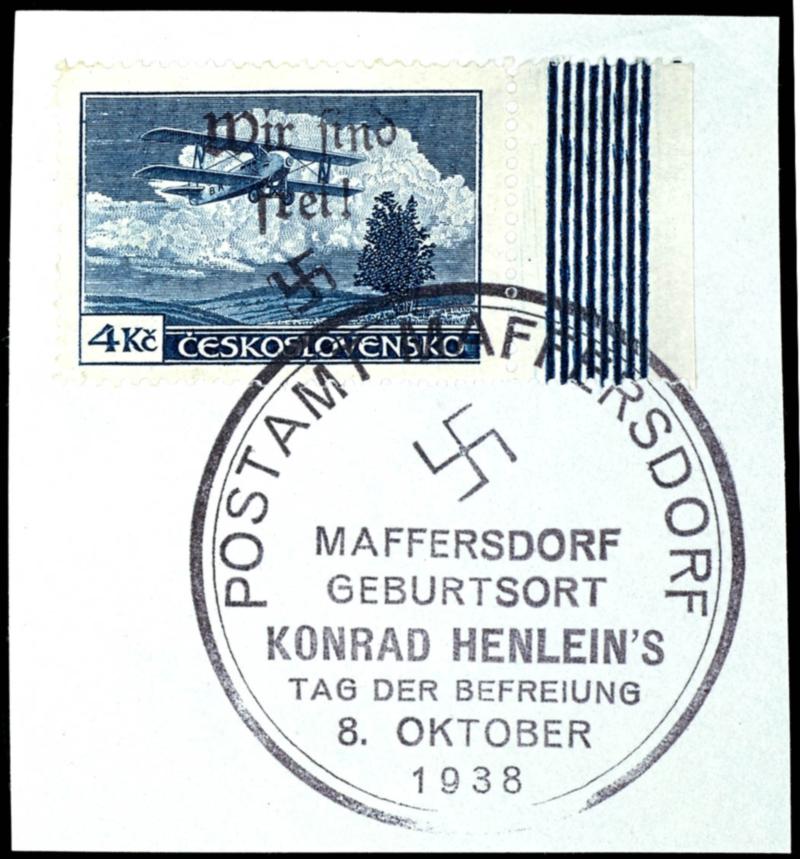 Wir sind
frei!
4Kč ČESKOSLOVENSKO
POSTAMT MAFFERSDORF
MAFFERSDORF
GEBURTSORT
KONRAD HENLEIN'S
TAG DER BEFREIUNG
8. OKTOBER
1938